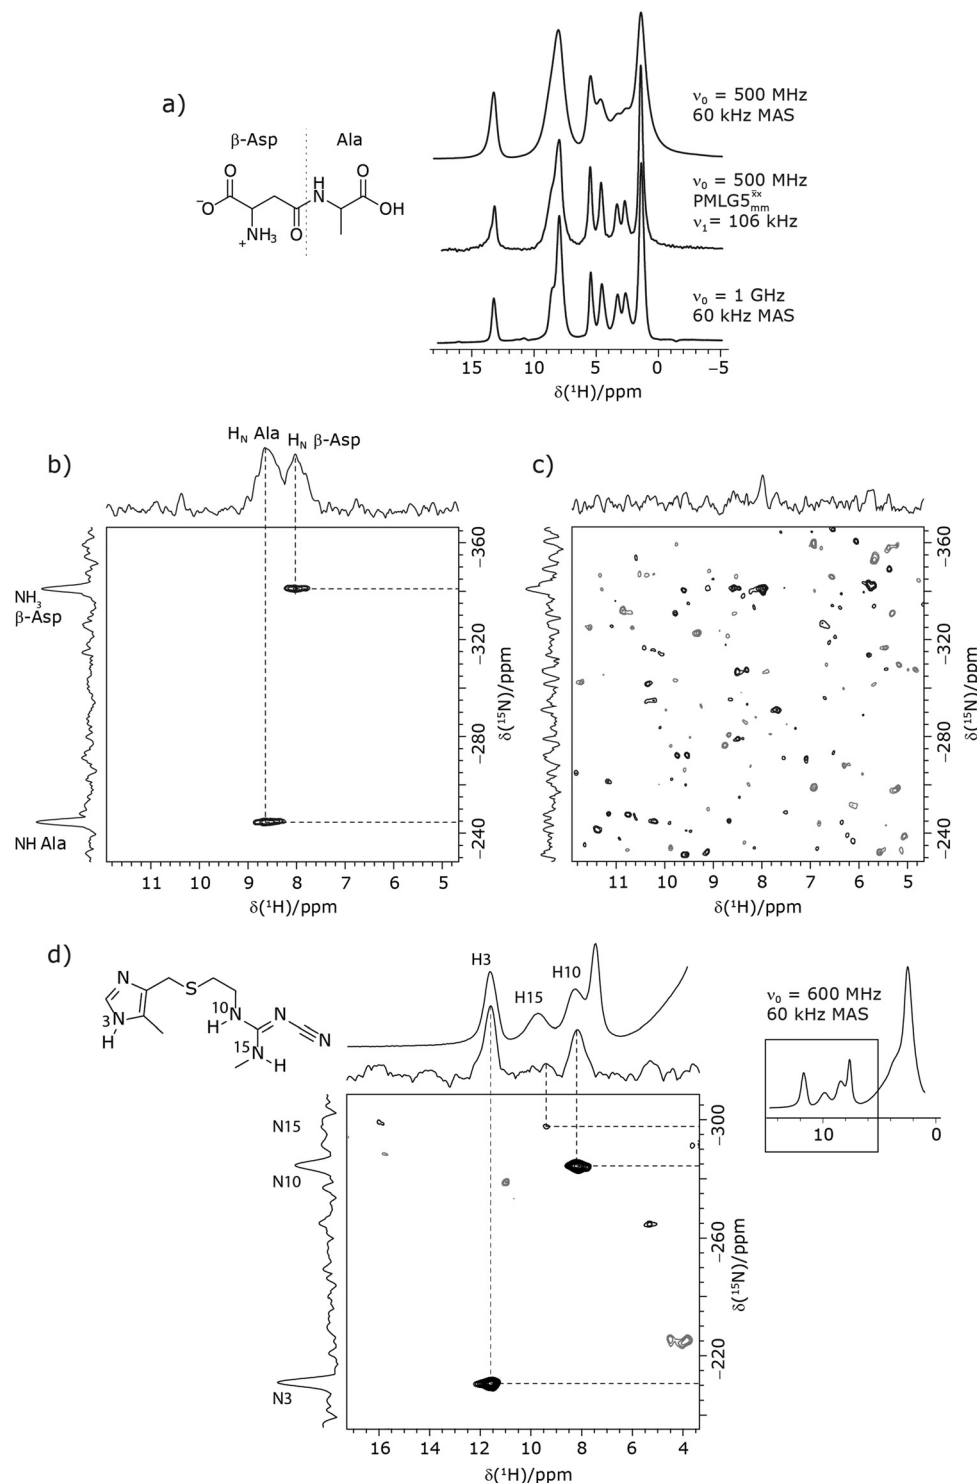 a)
β-Asp
Ala
O
⁻O
NH₃
+
O
H
N
O
OH
ν₀ = 500 MHz
60 kHz MAS
ν₀ = 500 MHz
PMLG5
mm
x̄x
ν₁ = 106 kHz
ν₀ = 1 GHz
60 kHz MAS
15 10 5 0 −5
δ(¹H)/ppm
b)
H_N Ala
H_N β-Asp
NH₃
β-Asp
NH Ala
−360
−320
−280
−240
δ(¹⁵N)/ppm
11 10 9 8 7 6 5
δ(¹H)/ppm
c)
−360
−320
−280
−240
δ(¹⁵N)/ppm
11 10 9 8 7 6 5
δ(¹H)/ppm
d)
N
S
3 N
H
10
N
H
N
N
15
N
H
H3
H15
H10
N15
N10
N3
−300
−260
−220
δ(¹⁵N)/ppm
16 14 12 10 8 6 4
δ(¹H)/ppm
ν₀ = 600 MHz
60 kHz MAS
10 0